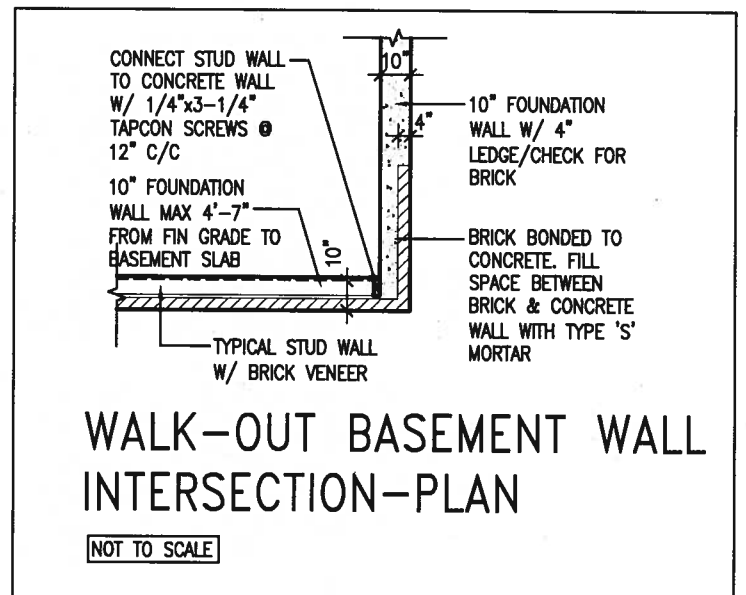 CONNECT STUD WALL
TO CONCRETE WALL
W/ 1/4"x3-1/4"
TAPCON SCREWS @
12" C/C
10" FOUNDATION
WALL MAX 4'-7"
FROM FIN GRADE TO
BASEMENT SLAB
10"
10"
4"
10" FOUNDATION
WALL W/ 4"
LEDGE/CHECK FOR
BRICK
BRICK BONDED TO
CONCRETE. FILL
SPACE BETWEEN
BRICK & CONCRETE
WALL WITH TYPE 'S'
MORTAR
TYPICAL STUD WALL
W/ BRICK VENEER
WALK-OUT BASEMENT WALL
INTERSECTION-PLAN
NOT TO SCALE